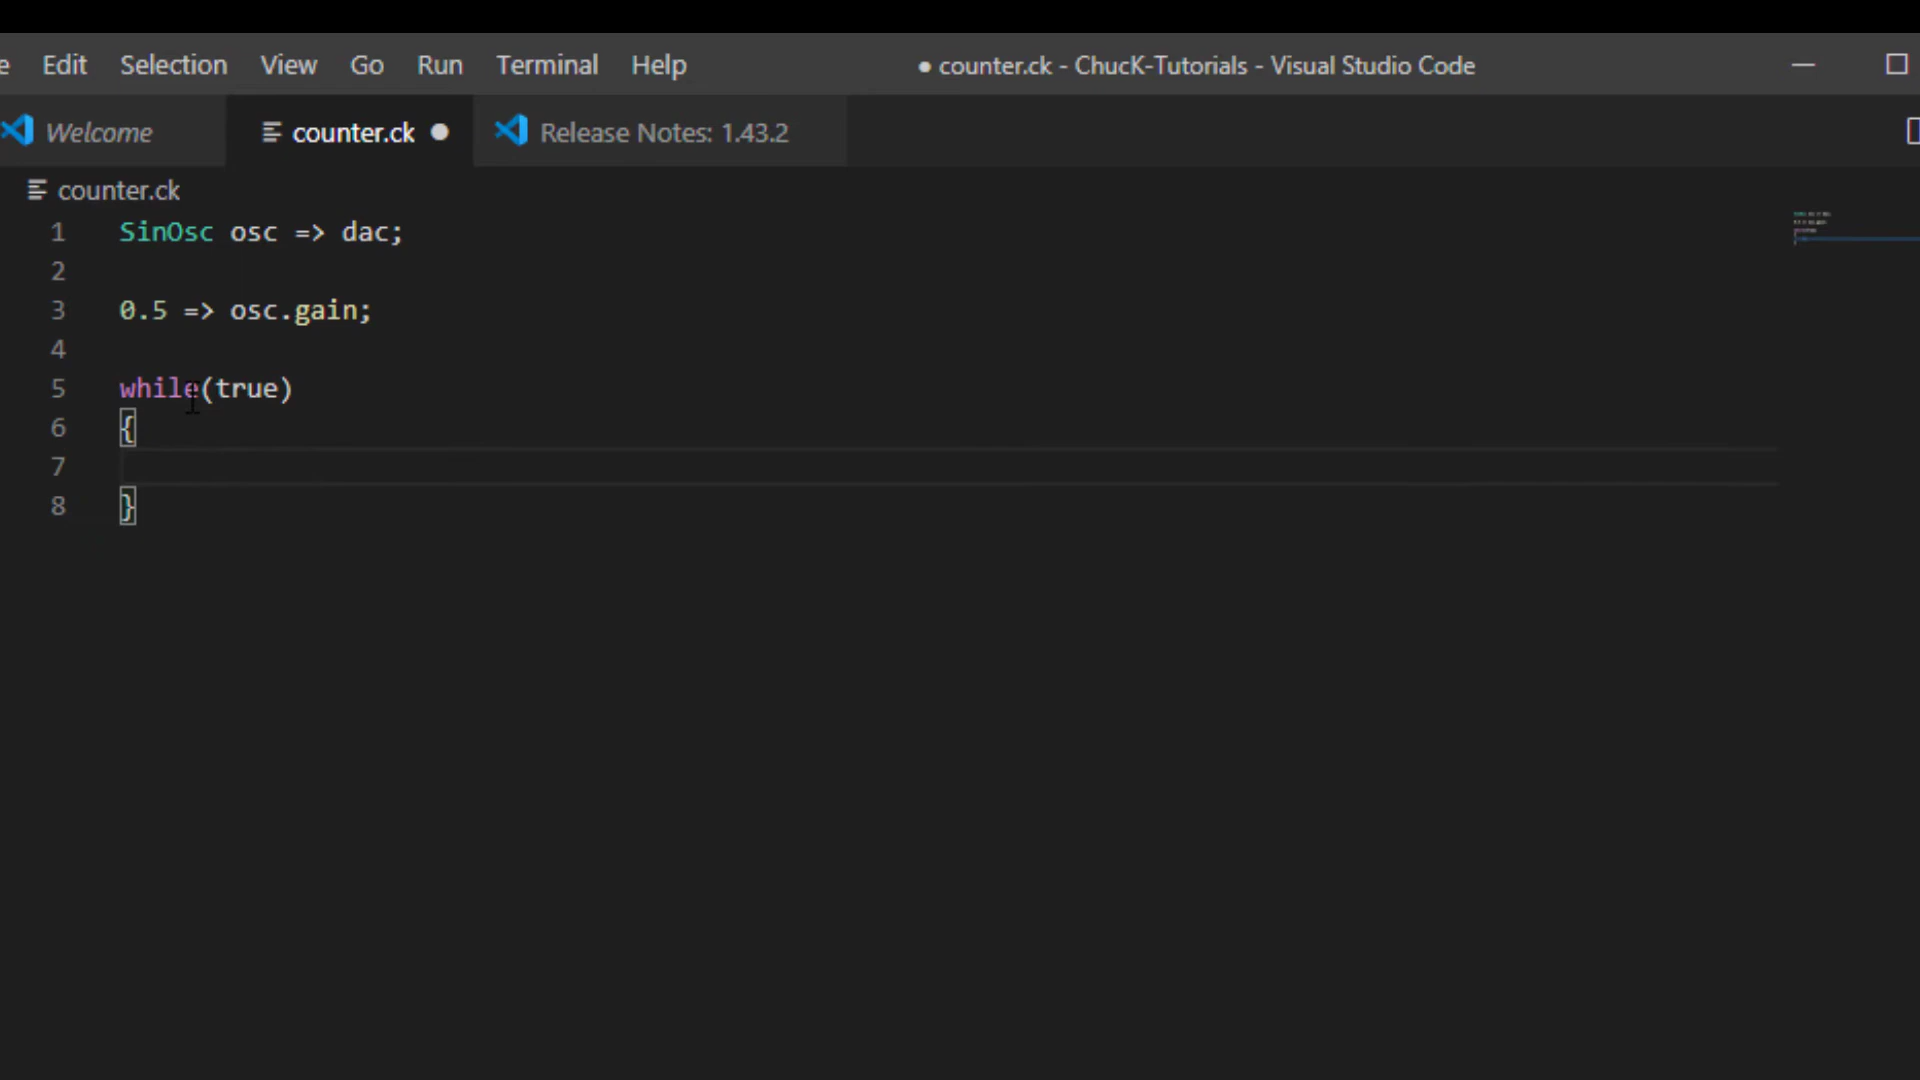 e Edit Selection View Go Run Terminal Help ● counter.ck - ChucK-Tutorials - Visual Studio Code
Welcome counter.ck ● Release Notes: 1.43.2
counter.ck
1 SinOsc osc => dac;
2
3 0.5 => osc.gain;
4
5 while(true)
6 {
7
8 }